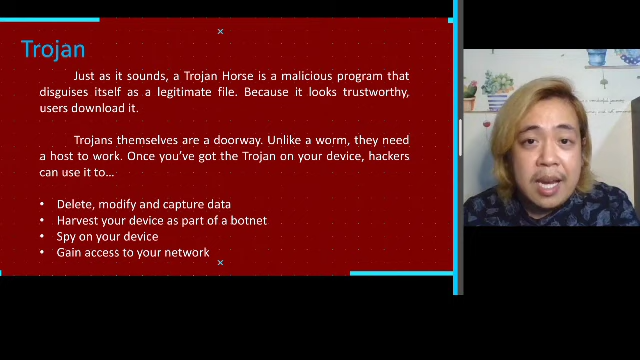 Trojan
Just as it sounds, a Trojan Horse is a malicious program that
disguises itself as a legitimate file. Because it looks trustworthy,
users download it.
Trojans themselves are a doorway. Unlike a worm, they need
a host to work. Once you've got the Trojan on your device, hackers
can use it to...
• Delete, modify and capture data
• Harvest your device as part of a botnet
• Spy on your device
• Gain access to your network